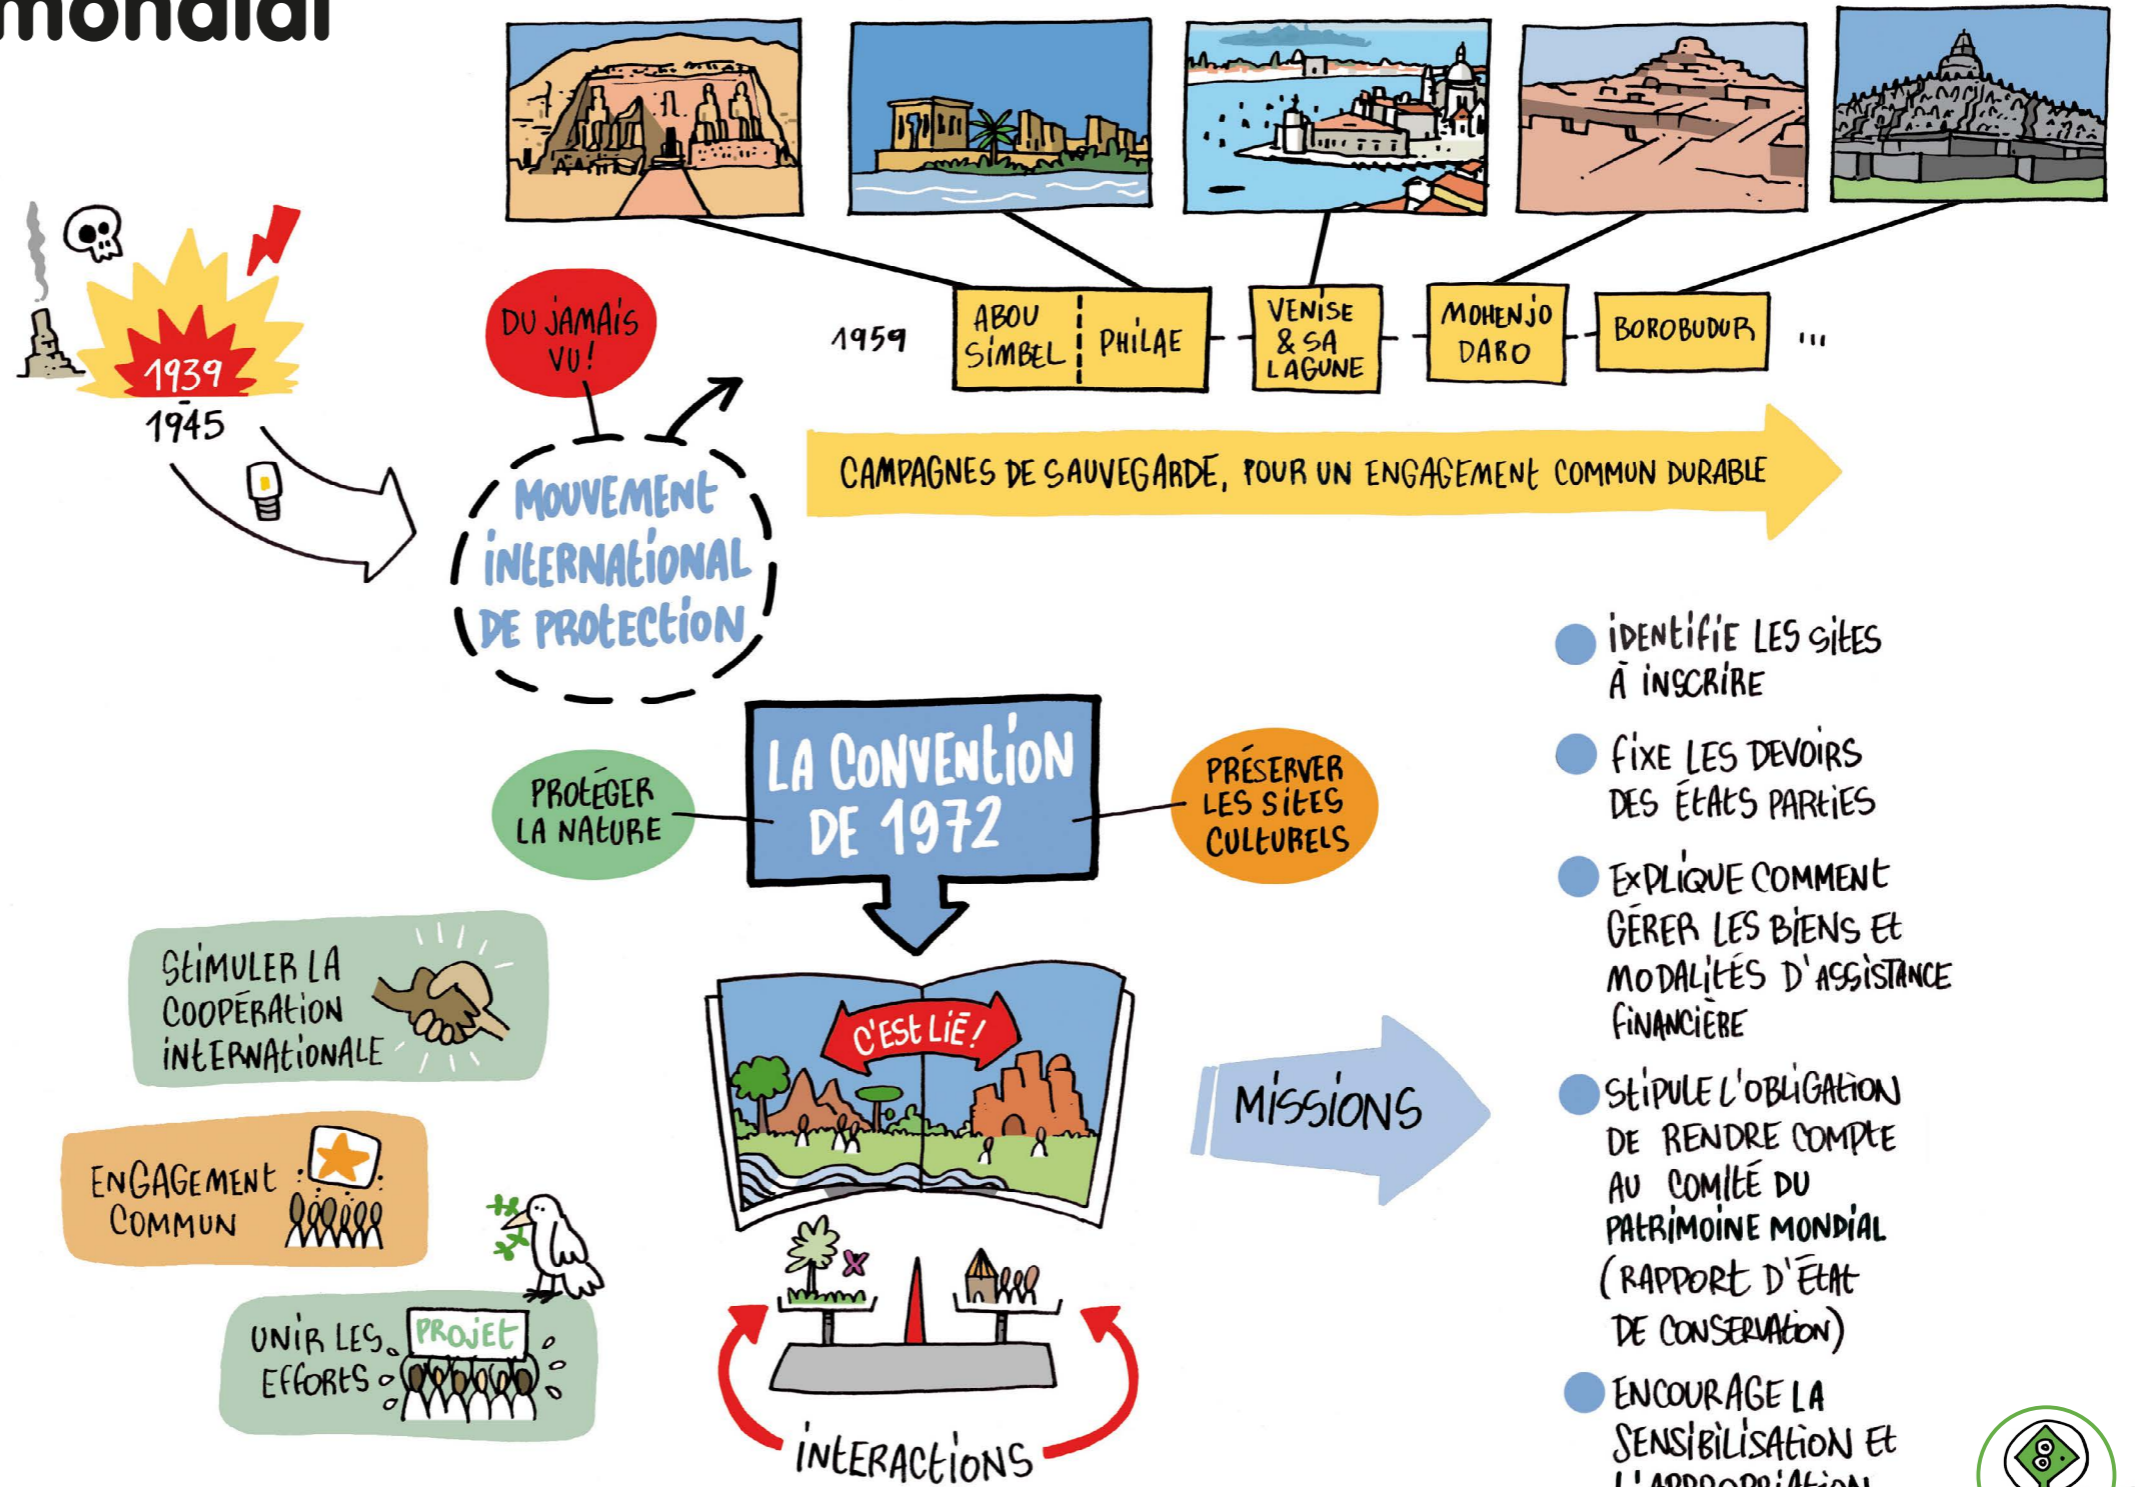 mondial
1939
-
1945
DU JAMAIS
VU!
MOUVEMENT
INTERNATIONAL
DE PROTECTION
1959
ABOU
SIMBEL
PHILAE
VENISE
& SA
LAGUNE
MOHENJO
DARO
BOROBUDUR
...
CAMPAGNES DE SAUVEGARDE, POUR UN ENGAGEMENT COMMUN DURABLE
LA CONVENTION
DE 1972
PROTÉGER
LA NATURE
PRÉSERVER
LES SITES
CULTURELS
STIMULER LA
COOPÉRATION
INTERNATIONALE
ENGAGEMENT
COMMUN
UNIR LES
EFFORTS
PROJET
C'EST LIÉ!
INTERACTIONS
MISSIONS
IDENTIFIE LES SITES
À INSCRIRE
FIXE LES DEVOIRS
DES ÉTATS PARTIES
EXPLIQUE COMMENT
GÉRER LES BIENS ET
MODALITÉS D'ASSISTANCE
FINANCIÈRE
STIPULE L'OBLIGATION
DE RENDRE COMPTE
AU COMITÉ DU
PATRIMOINE MONDIAL
(RAPPORT D'ÉTAT
DE CONSERVATION)
ENCOURAGE LA
SENSIBILISATION ET
L'APPROPRIATION